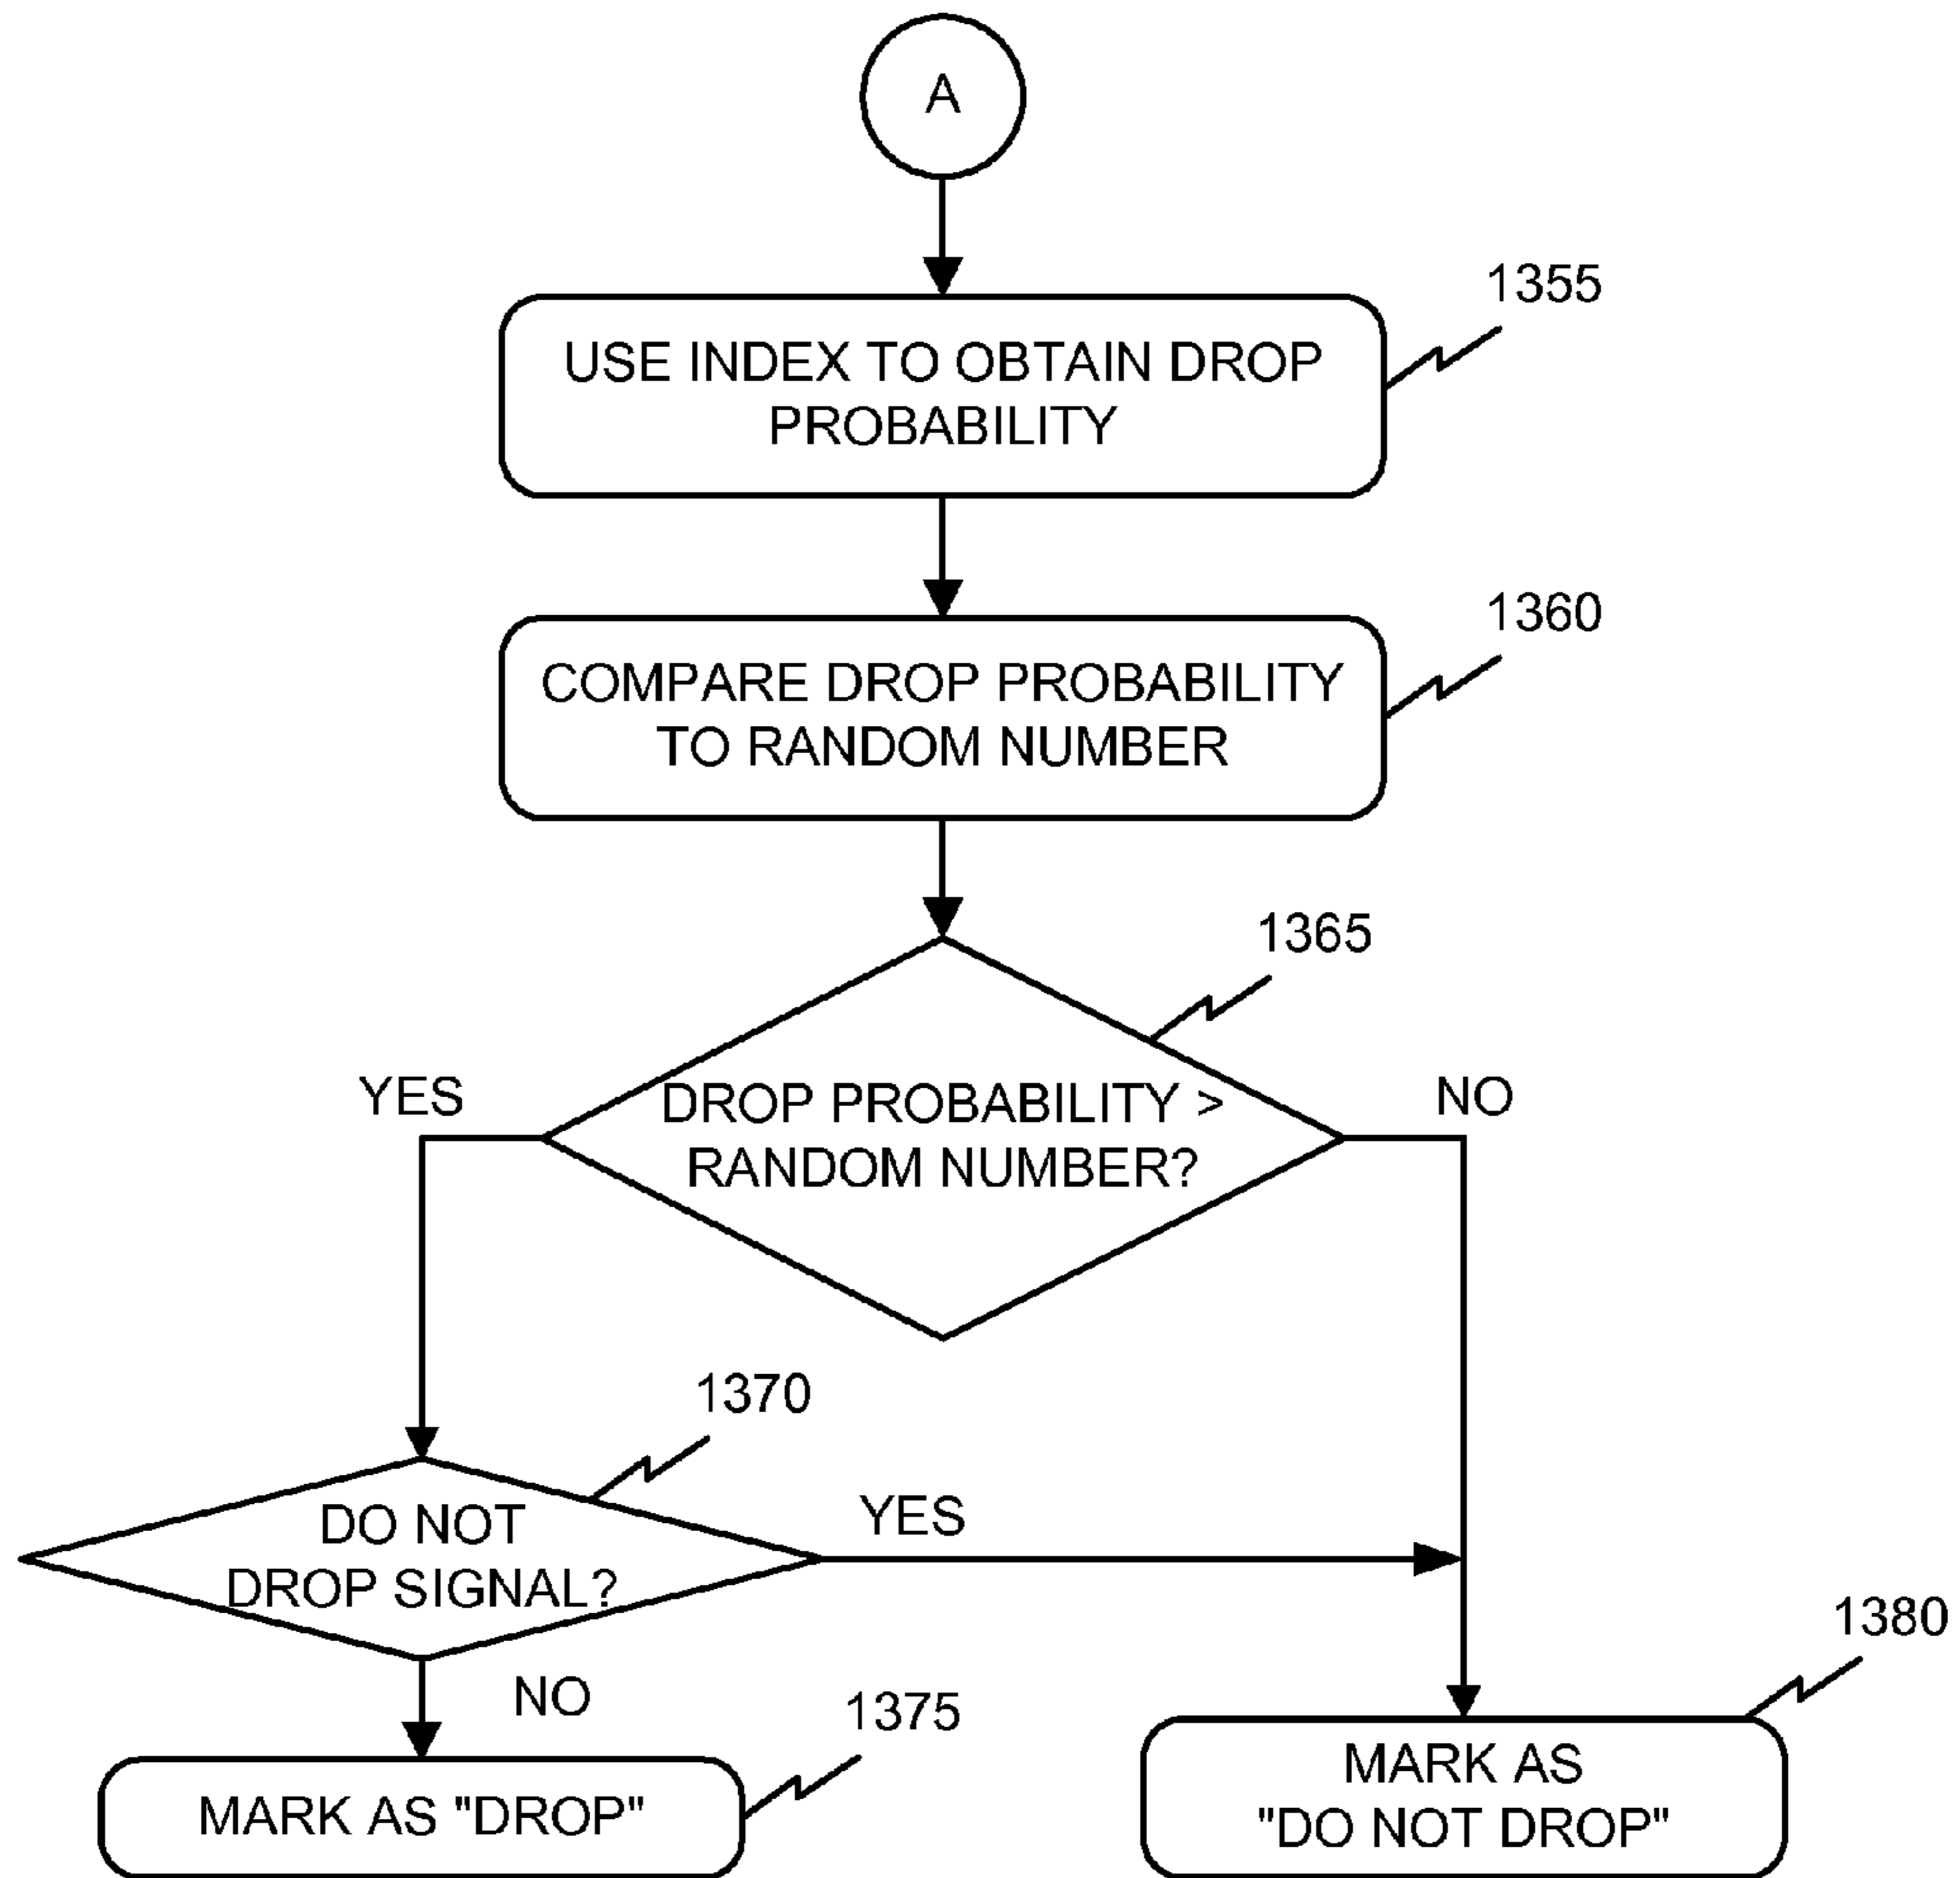 A
1355
USE INDEX TO OBTAIN DROP
PROBABILITY
1360
COMPARE DROP PROBABILITY
TO RANDOM NUMBER
1365
YES
DROP PROBABILITY >
RANDOM NUMBER?
NO
1370
DO NOT
DROP SIGNAL?
YES
NO
1375
MARK AS "DROP"
1380
MARK AS
"DO NOT DROP"